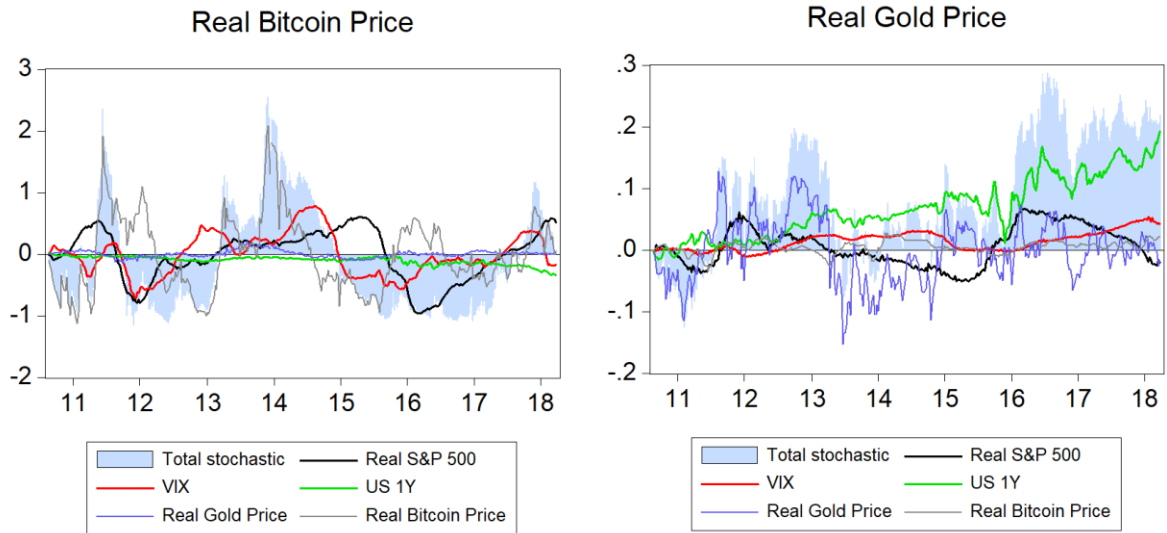 Real Bitcoin Price
3
2
1
0
-1
-2
11 12 13 14 15 16 17 18
Total stochastic Real S&P 500
VIX US 1Y
Real Gold Price Real Bitcoin Price
Real Gold Price
.3
.2
.1
.0
-.1
-.2
11 12 13 14 15 16 17 18
Total stochastic Real S&P 500
VIX US 1Y
Real Gold Price Real Bitcoin Price